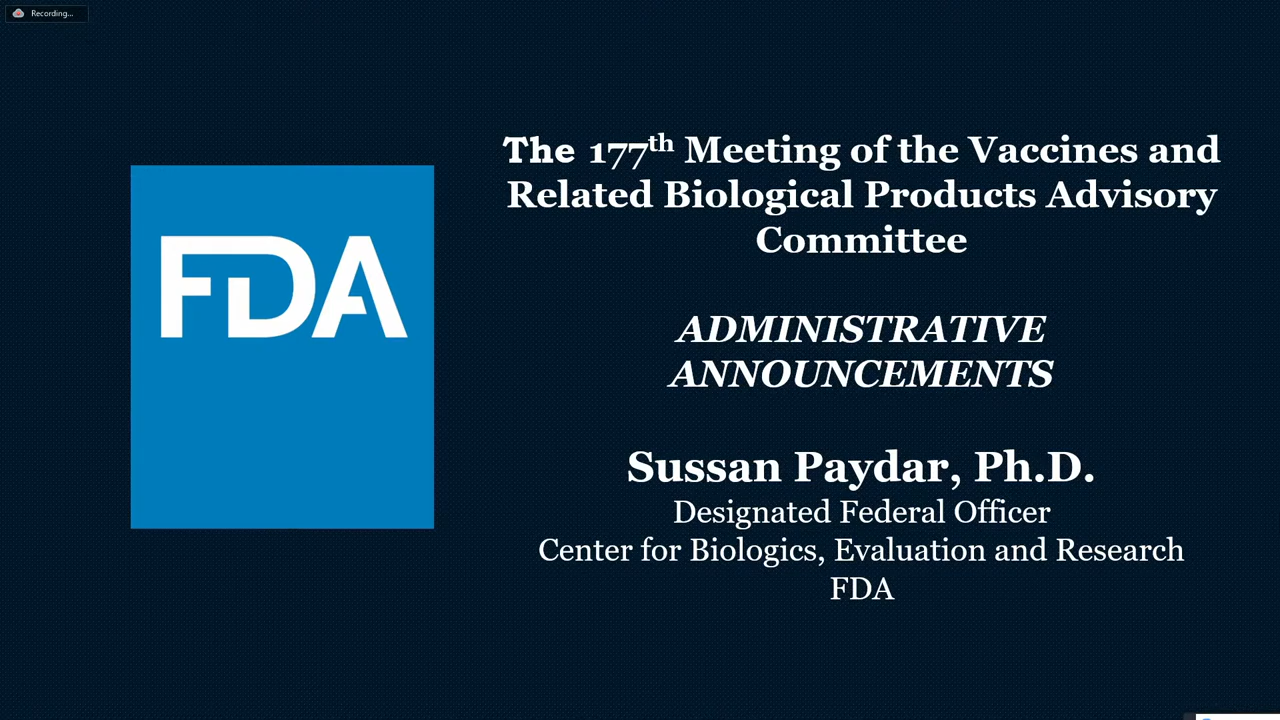 Recording...
The 177th Meeting of the Vaccines and
Related Biological Products Advisory
Committee
FDA
ADMINISTRATIVE
ANNOUNCEMENTS
Sussan Paydar, Ph.D.
Designated Federal Officer
Center for Biologics, Evaluation and Research
FDA